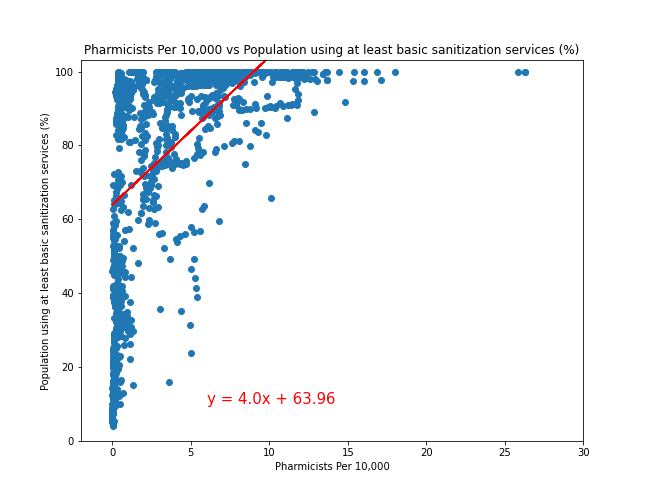 Pharmicists Per 10,000 vs Population using at least basic sanitization services (%)
Population using at least basic sanitization services (%)
100
80
60
40
20
0
y = 4.0x + 63.96
0 5 10 15 20 25 30
Pharmicists Per 10,000